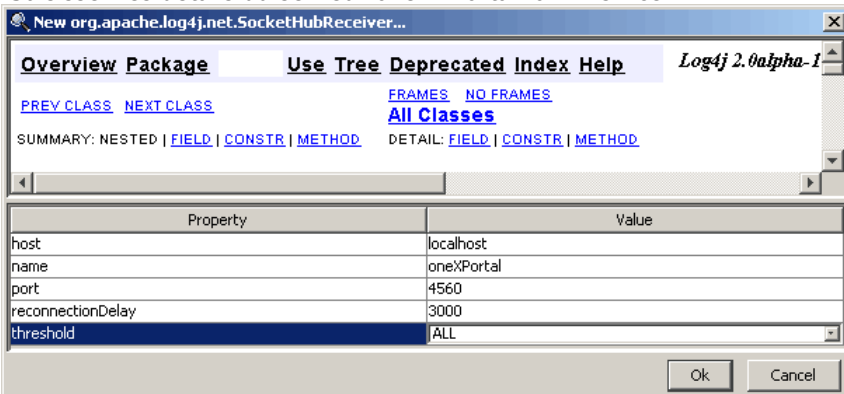 New org.apache.log4j.net.SocketHubReceiver...
Overview Package Use Tree Deprecated Index Help Log4j 2.0alpha-1
PREV CLASS NEXT CLASS FRAMES NO FRAMES
All Classes
SUMMARY: NESTED | FIELD | CONSTR | METHOD DETAIL: FIELD | CONSTR | METHOD
Property Value
host localhost
name oneXPortal
port 4560
reconnectionDelay 3000
threshold ALL
Ok Cancel